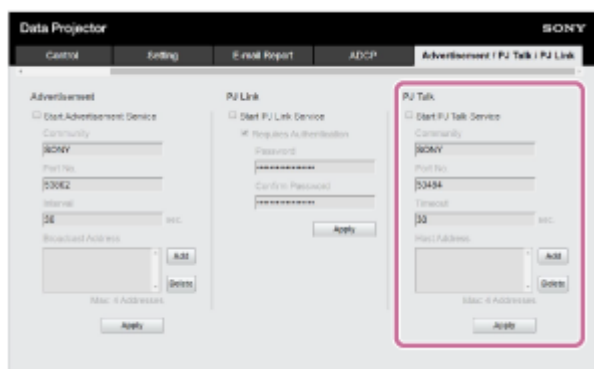 Data Projector
SONY
Control
Setting
E-mail Report
ADCP
Advertisement / PJ Talk / PJ Link
Advertisement
Start Advertisement Service
Community
SONY
Port No.
53862
Interval
30 sec.
Broadcast Address
Add
Delete
Max: 4 Addresses
Apply
PJ Link
Start PJ Link Service
Requires Authentication
Password
****************
Confirm Password
****************
Apply
PJ Talk
Start PJ Talk Service
Community
SONY
Port No.
53484
Timeout
30 sec.
Host Address
Add
Delete
Max: 4 Addresses
Apply